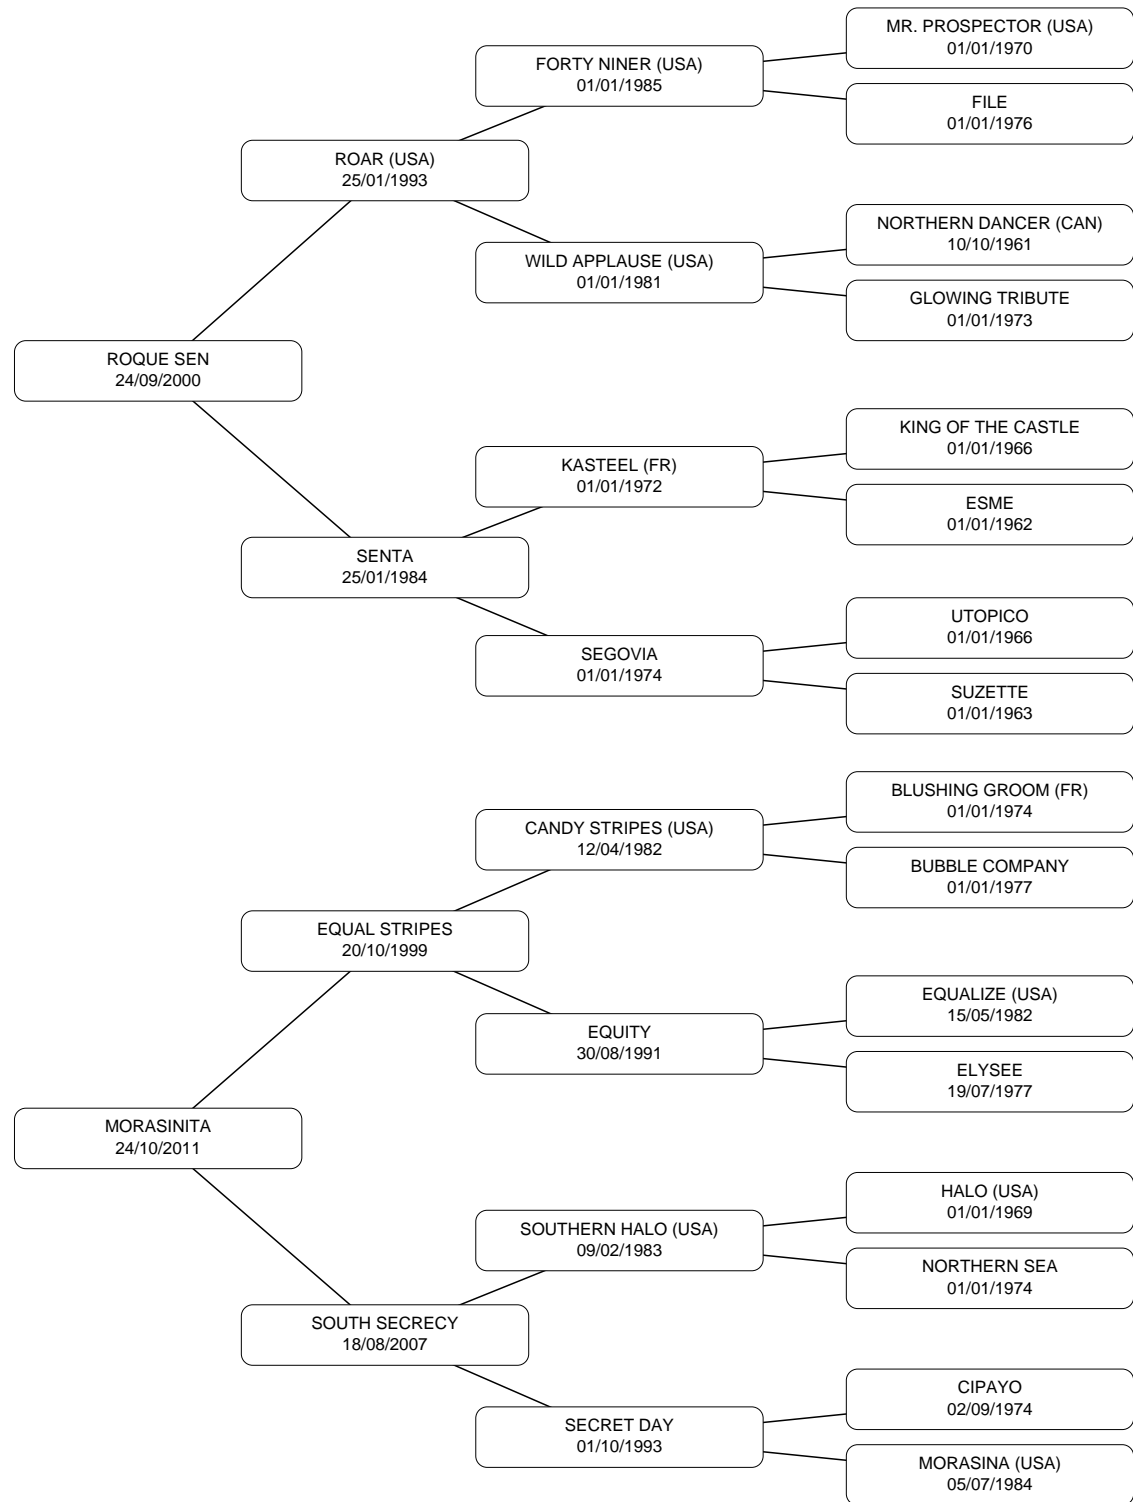 MR. PROSPECTOR (USA)
01/01/1970
FORTY NINER (USA)
01/01/1985
FILE
01/01/1976
ROAR (USA)
25/01/1993
NORTHERN DANCER (CAN)
10/10/1961
WILD APPLAUSE (USA)
01/01/1981
GLOWING TRIBUTE
01/01/1973
ROQUE SEN
24/09/2000
KING OF THE CASTLE
01/01/1966
KASTEEL (FR)
01/01/1972
ESME
01/01/1962
SENTA
25/01/1984
UTOPICO
01/01/1966
SEGOVIA
01/01/1974
SUZETTE
01/01/1963
BLUSHING GROOM (FR)
01/01/1974
CANDY STRIPES (USA)
12/04/1982
BUBBLE COMPANY
01/01/1977
EQUAL STRIPES
20/10/1999
EQUALIZE (USA)
15/05/1982
EQUITY
30/08/1991
ELYSEE
19/07/1977
MORASINITA
24/10/2011
HALO (USA)
01/01/1969
SOUTHERN HALO (USA)
09/02/1983
NORTHERN SEA
01/01/1974
SOUTH SECRECY
18/08/2007
CIPAYO
02/09/1974
SECRET DAY
01/10/1993
MORASINA (USA)
05/07/1984